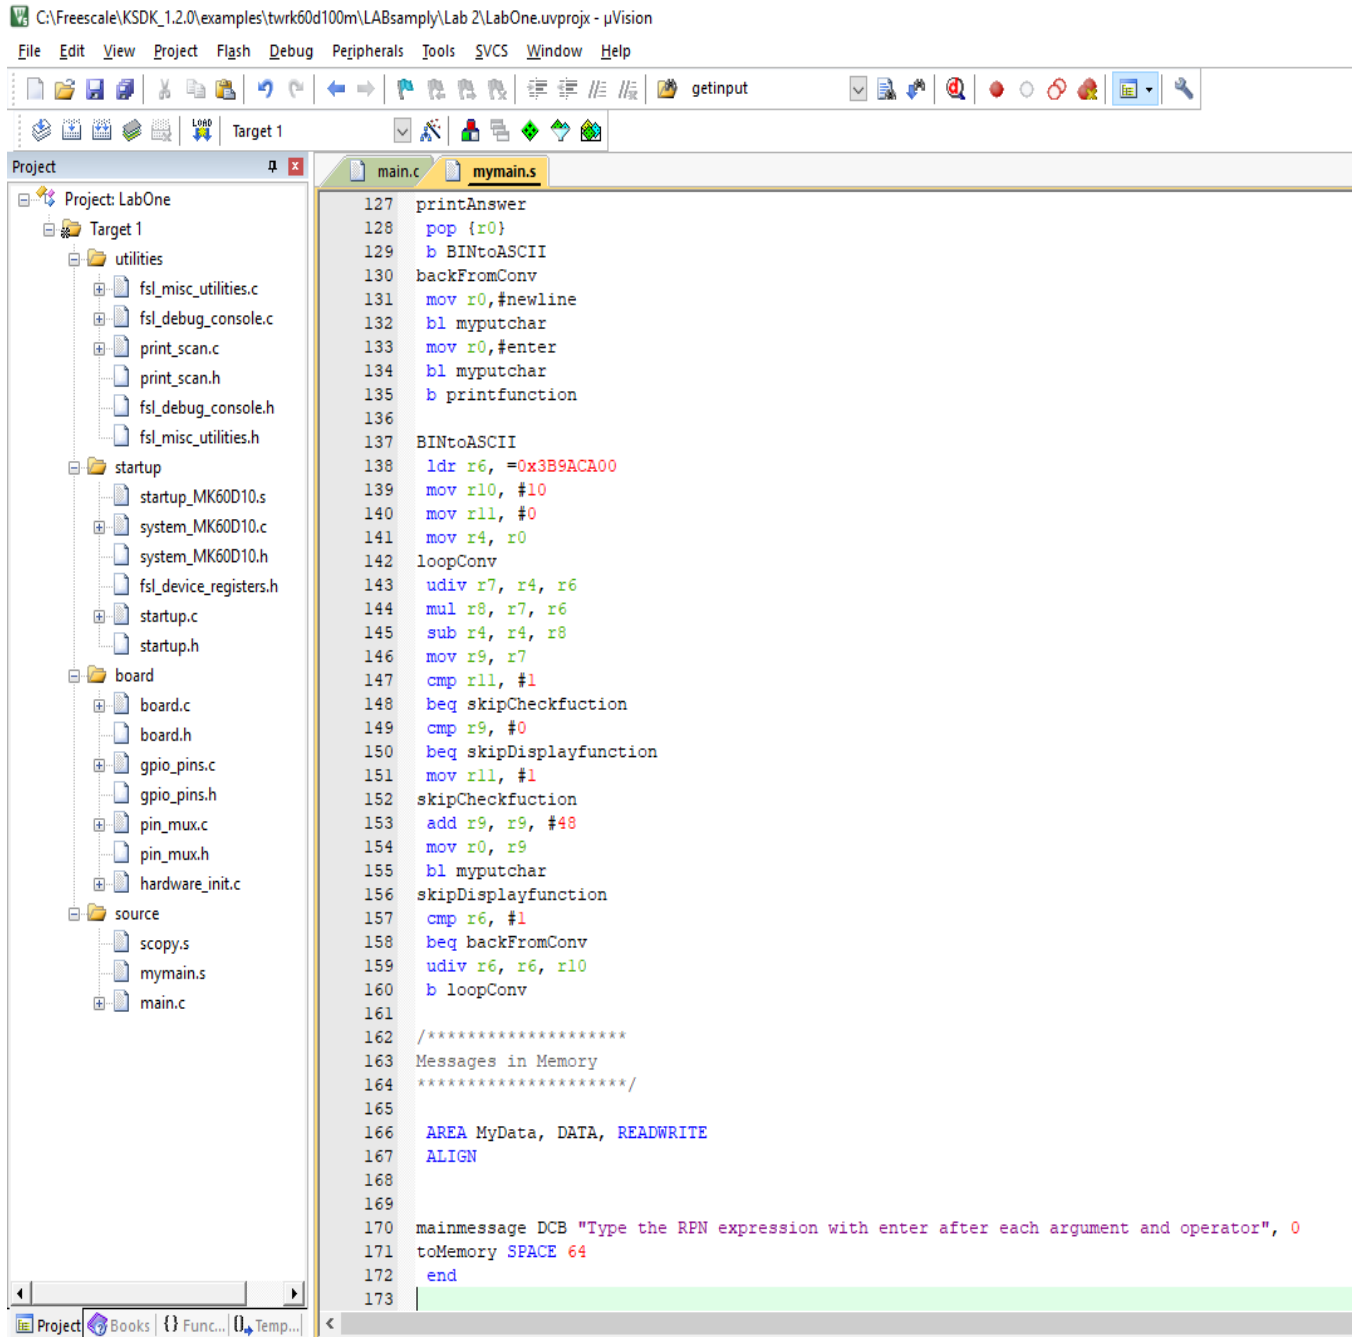 C:\Freescale\KSDK_1.2.0\examples\twrk60d100m\LABsamply\Lab 2\LabOne.uvprojx - µVision
File Edit View Project Flash Debug Peripherals Tools SVCS Window Help
getinput
LOAD Target 1
Project
main.c mymain.s
Project: LabOne
Target 1
utilities
fsl_misc_utilities.c
fsl_debug_console.c
print_scan.c
print_scan.h
fsl_debug_console.h
fsl_misc_utilities.h
startup
startup_MK60D10.s
system_MK60D10.c
system_MK60D10.h
fsl_device_registers.h
startup.c
startup.h
board
board.c
board.h
gpio_pins.c
gpio_pins.h
pin_mux.c
pin_mux.h
hardware_init.c
source
scopy.s
mymain.s
main.c
Project Books {} Func... Temp...
127 printAnswer
128 pop {r0}
129 b BINtoASCII
130 backFromConv
131 mov r0,#newline
132 bl myputchar
133 mov r0,#enter
134 bl myputchar
135 b printfunction
136
137 BINtoASCII
138 ldr r6, =0x3B9ACA00
139 mov r10, #10
140 mov r11, #0
141 mov r4, r0
142 loopConv
143 udiv r7, r4, r6
144 mul r8, r7, r6
145 sub r4, r4, r8
146 mov r9, r7
147 cmp r11, #1
148 beq skipCheckfuction
149 cmp r9, #0
150 beq skipDisplayfunction
151 mov r11, #1
152 skipCheckfuction
153 add r9, r9, #48
154 mov r0, r9
155 bl myputchar
156 skipDisplayfunction
157 cmp r6, #1
158 beq backFromConv
159 udiv r6, r6, r10
160 b loopConv
161
162 /********************
163 Messages in Memory
164 *********************/
165
166 AREA MyData, DATA, READWRITE
167 ALIGN
168
169
170 mainmessage DCB "Type the RPN expression with enter after each argument and operator", 0
171 toMemory SPACE 64
172 end
173